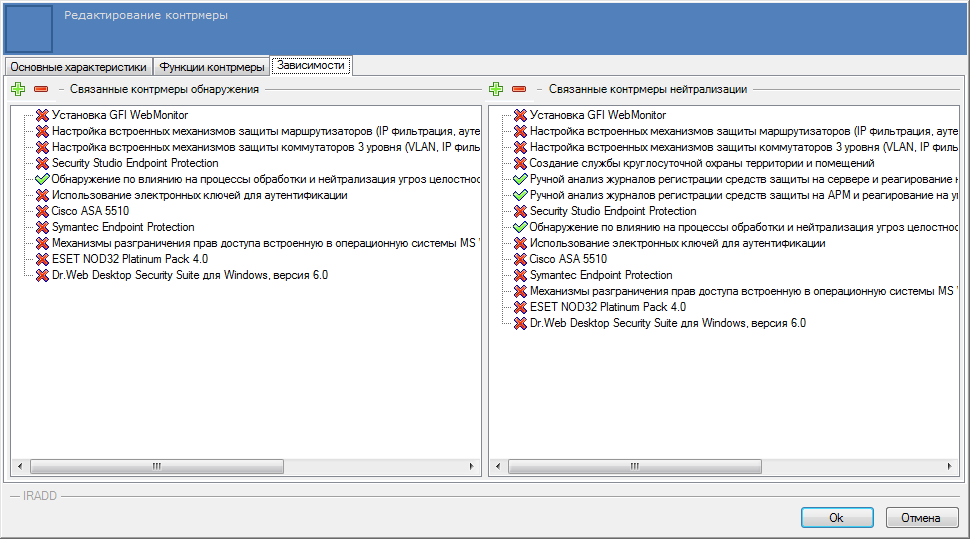 Редактирование контрмеры
Основные характеристики
Функции контрмеры
Зависимости
Связанные контрмеры обнаружения
Установка GFI WebMonitor
Настройка встроенных механизмов защиты маршрутизаторов (IP фильтрация, ауте
Настройка встроенных механизмов защиты коммутаторов 3 уровня (VLAN, IP филь
Security Studio Endpoint Protection
Обнаружение по влиянию на процессы обработки и нейтрализация угроз целостнос
Использование электронных ключей для аутентификации
Cisco ASA 5510
Symantec Endpoint Protection
Механизмы разграничения прав доступа встроенную в операционную системы MS
ESET NOD32 Platinum Pack 4.0
Dr.Web Desktop Security Suite для Windows, версия 6.0
Связанные контрмеры нейтрализации
Установка GFI WebMonitor
Настройка встроенных механизмов защиты маршрутизаторов (IP фильтрация, ауте
Настройка встроенных механизмов защиты коммутаторов 3 уровня (VLAN, IP филь
Создание службы круглосуточной охраны территории и помещений
Ручной анализ журналов регистрации средств защиты на сервере и реагирование н
Ручной анализ журналов регистрации средств защиты на АРМ и реагирование на уг
Security Studio Endpoint Protection
Обнаружение по влиянию на процессы обработки и нейтрализация угроз целостнос
Использование электронных ключей для аутентификации
Cisco ASA 5510
Symantec Endpoint Protection
Механизмы разграничения прав доступа встроенную в операционную системы MS
ESET NOD32 Platinum Pack 4.0
Dr.Web Desktop Security Suite для Windows, версия 6.0
IRADD
Ok
Отмена